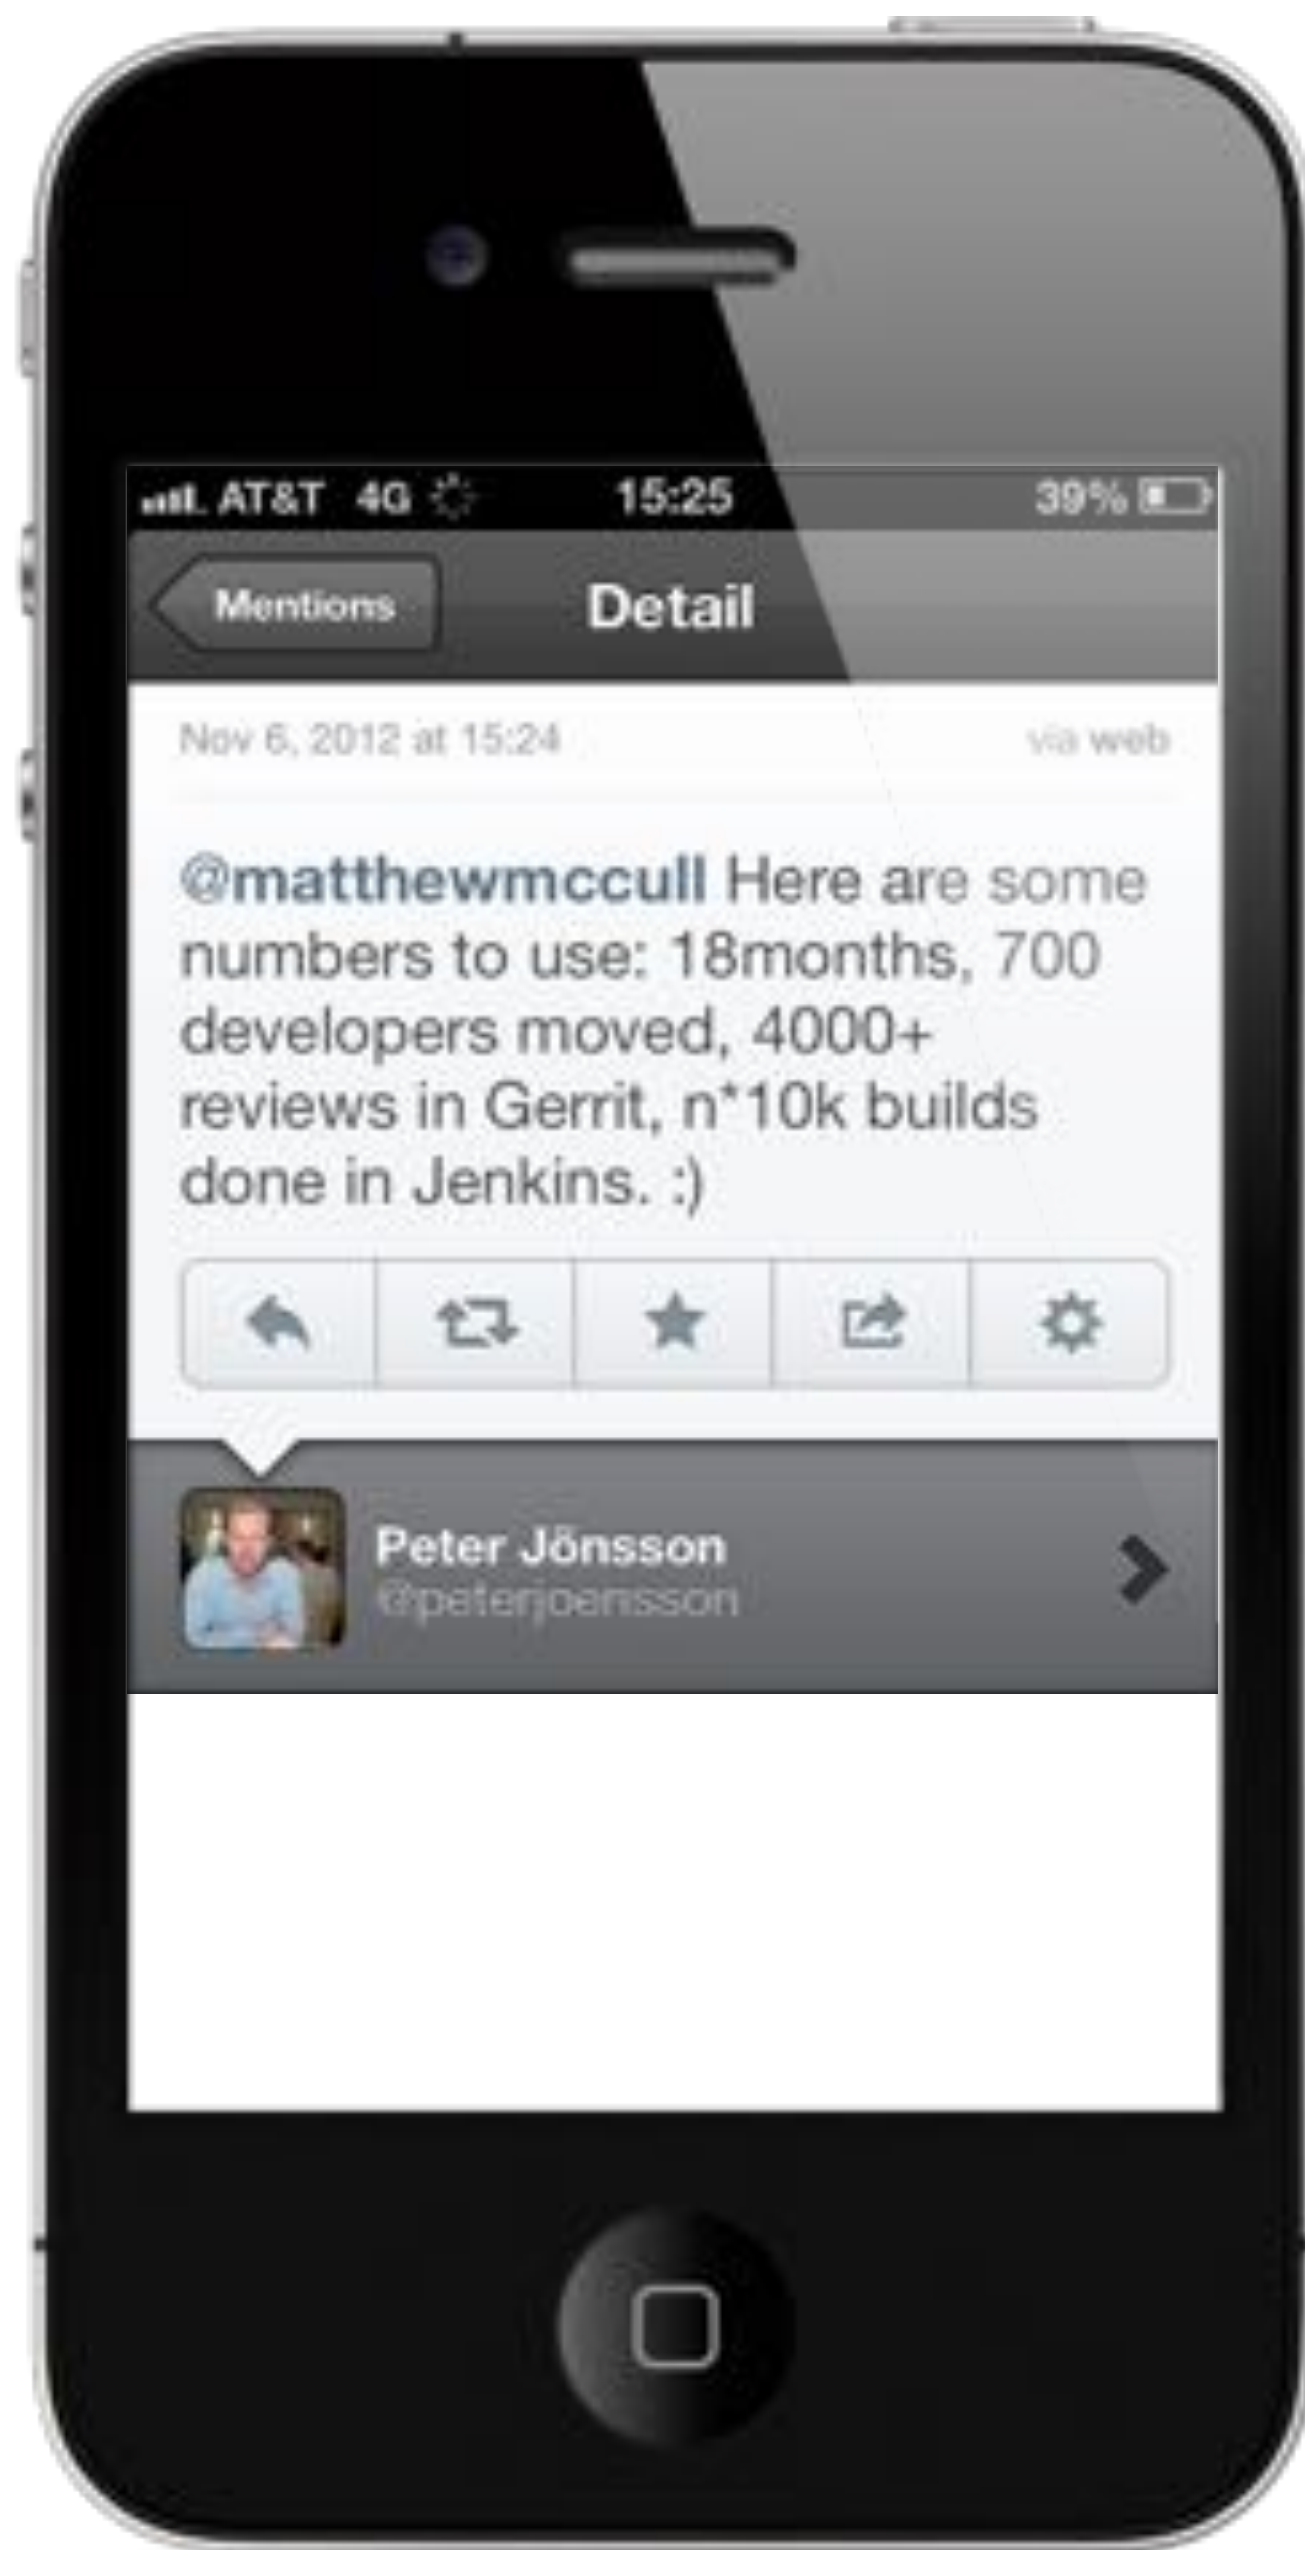 AT&T 4G 15:25 39%
Mentions Detail
Nov 6, 2012 at 15:24 via web
@matthewmccull Here are some
numbers to use: 18months, 700
developers moved, 4000+
reviews in Gerrit, n*10k builds
done in Jenkins. :)
Peter Jönsson
@peterjoensson